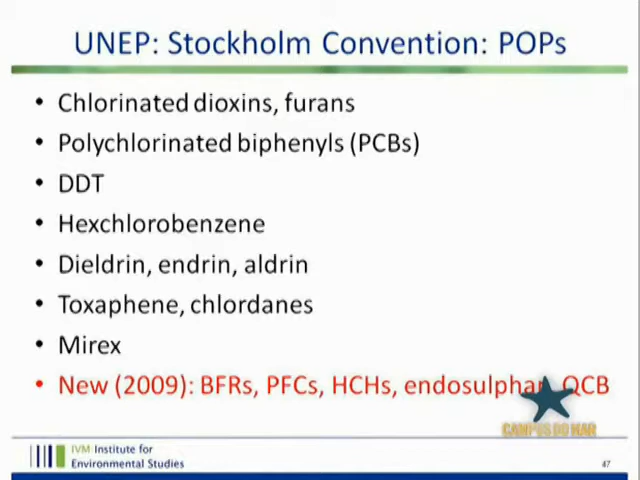 UNEP: Stockholm Convention: POPs
• Chlorinated dioxins, furans
• Polychlorinated biphenyls (PCBs)
• DDT
• Hexchlorobenzene
• Dieldrin, endrin, aldrin
• Toxaphene, chlordanes
• Mirex
• New (2009): BFRs, PFCs, HCHs, endosulphan, QCB
CAMPUS DO MAR
IVM Institute for
Environmental Studies
47